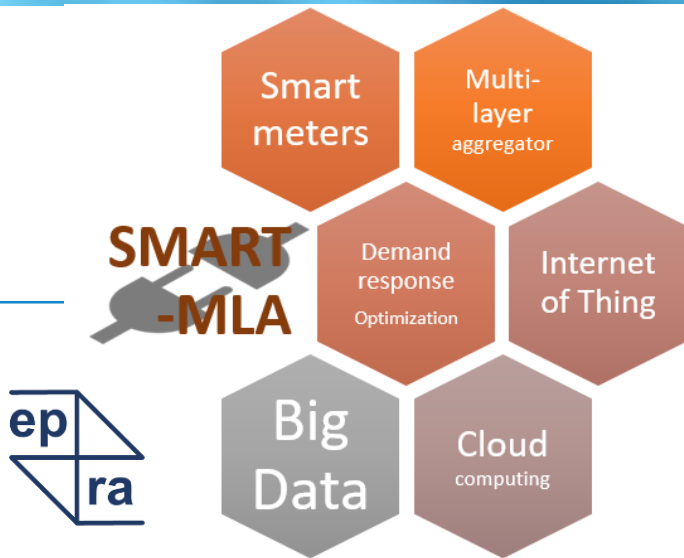 Smart
meters
Multi-
layer
aggregator
SMART
-MLA
Demand
response
Optimization
Internet
of Thing
ep
ra
Big
Data
Cloud
computing